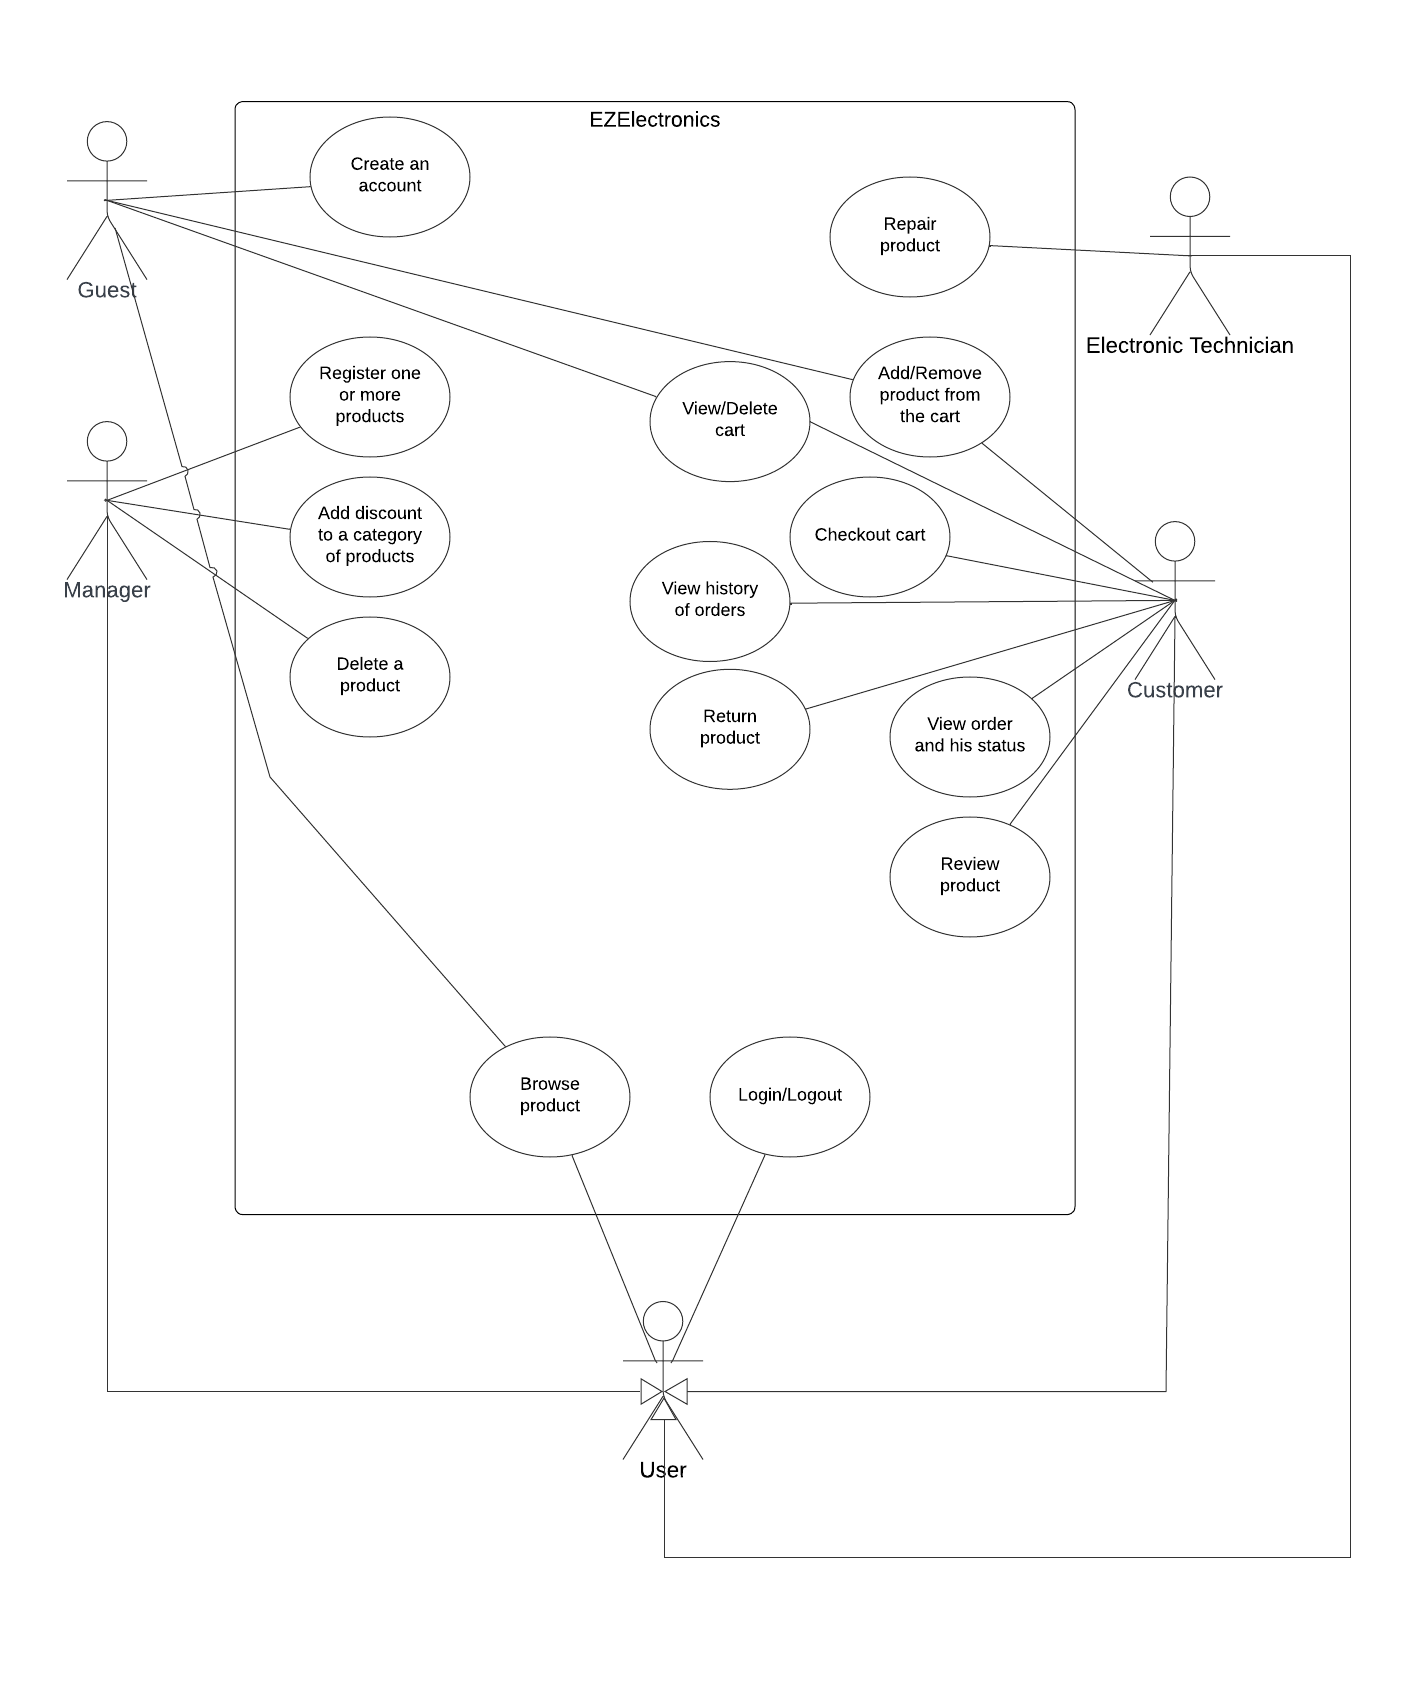 EZElectronics
Create an
account
Repair
product
Guest
Electronic Technician
Register one
or more
products
View/Delete
cart
Add/Remove
product from
the cart
Add discount
to a category
of products
Checkout cart
Manager
View history
of orders
Delete a
product
Customer
Return
product
View order
and his status
Review
product
Browse
product
Login/Logout
User